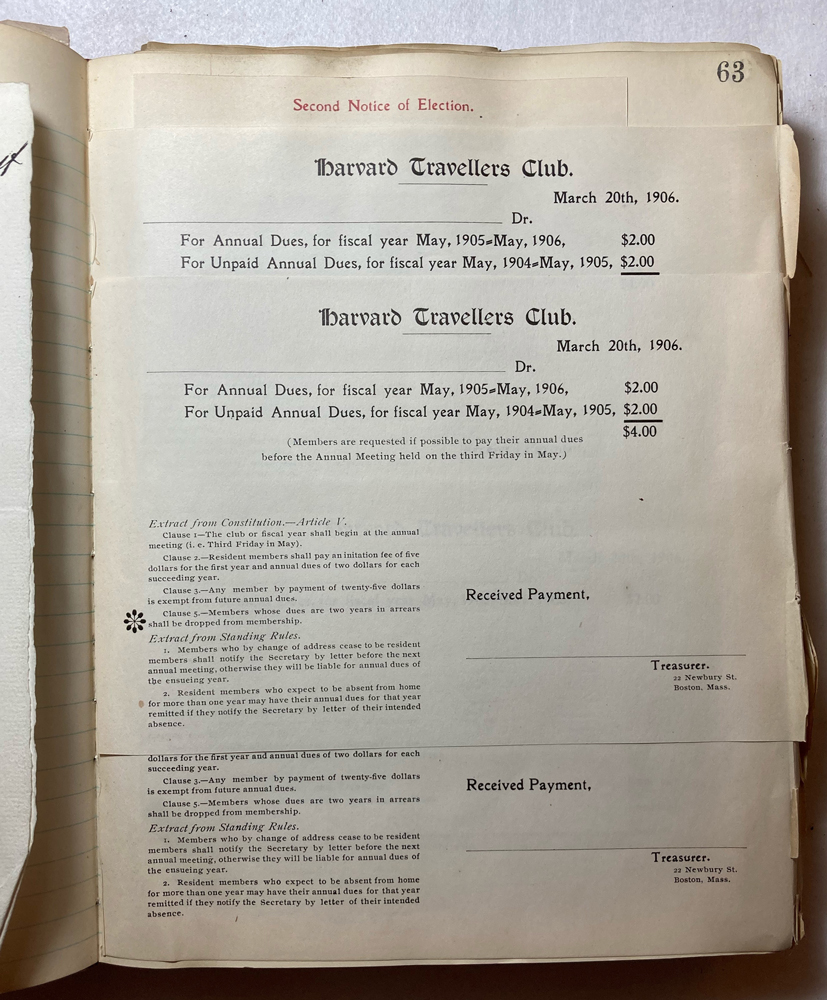 63
Second Notice of Election.
Harvard Travellers Club.
March 20th, 1906.
Dr.
For Annual Dues, for fiscal year May, 1905=May, 1906, $2.00
For Unpaid Annual Dues, for fiscal year May, 1904=May, 1905, $2.00
Harvard Travellers Club.
March 20th, 1906.
Dr.
For Annual Dues, for fiscal year May, 1905=May, 1906, $2.00
For Unpaid Annual Dues, for fiscal year May, 1904=May, 1905, $2.00
$4.00
(Members are requested if possible to pay their annual dues
before the Annual Meeting held on the third Friday in May.)
Extract from Constitution.—Article V.
Clause 1—The club or fiscal year shall begin at the annual
meeting (i. e. Third Friday in May).
Clause 2.—Resident members shall pay an initation fee of five
dollars for the first year and annual dues of two dollars for each
succeeding year.
Clause 3.—Any member by payment of twenty-five dollars
is exempt from future annual dues.
Clause 5.—Members whose dues are two years in arrears
shall be dropped from membership.
Extract from Standing Rules.
1. Members who by change of address cease to be resident
members shall notify the Secretary by letter before the next
annual meeting, otherwise they will be liable for annual dues of
the ensueing year.
2. Resident members who expect to be absent from home
for more than one year may have their annual dues for that year
remitted if they notify the Secretary by letter of their intended
absence.
Received Payment,
Treasurer.
22 Newbury St.
Boston, Mass.
dollars for the first year and annual dues of two dollars for each
succeeding year.
Clause 3.—Any member by payment of twenty-five dollars
is exempt from future annual dues.
Clause 5.—Members whose dues are two years in arrears
shall be dropped from membership.
Extract from Standing Rules.
1. Members who by change of address cease to be resident
members shall notify the Secretary by letter before the next
annual meeting, otherwise they will be liable for annual dues of
the ensueing year.
2. Resident members who expect to be absent from home
for more than one year may have their annual dues for that year
remitted if they notify the Secretary by letter of their intended
absence.
Received Payment,
Treasurer.
22 Newbury St.
Boston, Mass.